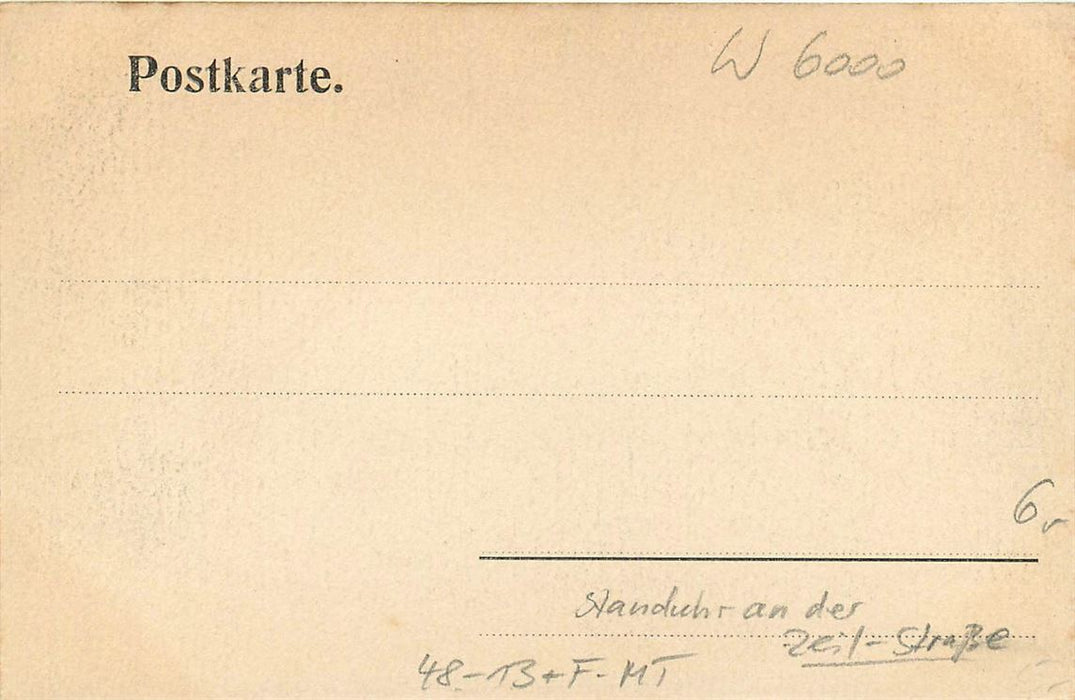 Postkarte.
W 6000
6,-
Standuhr an der
Zeil-Straße
48-13+F-MT